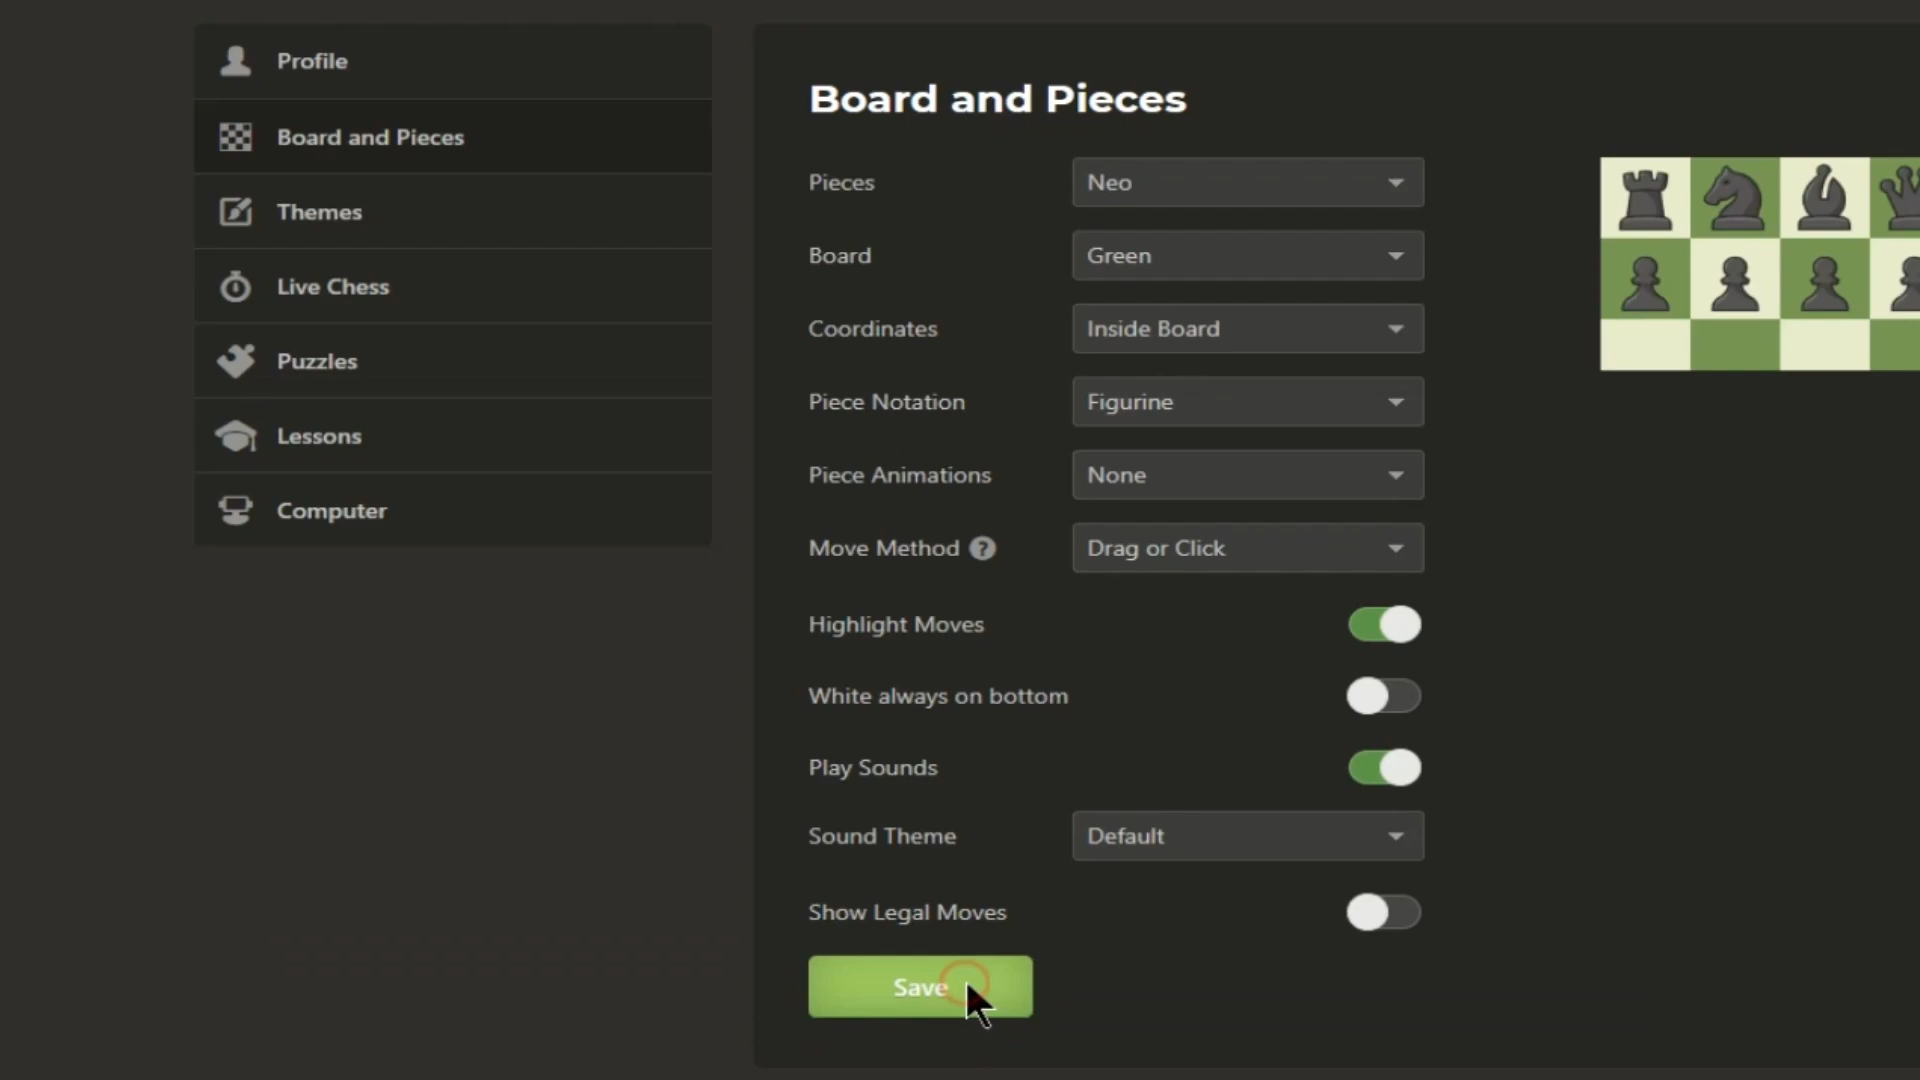 Profile
Board and Pieces
Themes
Live Chess
Puzzles
Lessons
Computer
Board and Pieces
Pieces Neo
Board Green
Coordinates Inside Board
Piece Notation Figurine
Piece Animations None
Move Method ? Drag or Click
Highlight Moves
White always on bottom
Play Sounds
Sound Theme Default
Show Legal Moves
Save